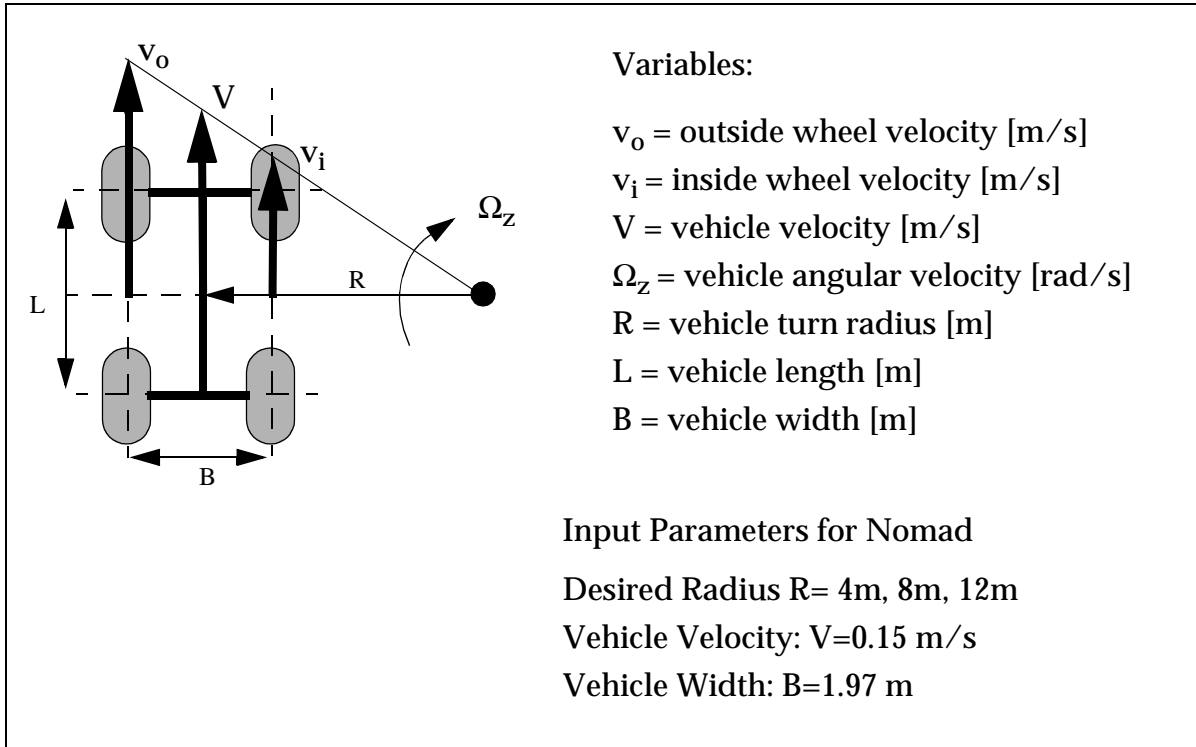 vₒ
V
vᵢ
Ω_z
R
L
B
Variables:
vₒ = outside wheel velocity [m/s]
vᵢ = inside wheel velocity [m/s]
V = vehicle velocity [m/s]
Ω_z = vehicle angular velocity [rad/s]
R = vehicle turn radius [m]
L = vehicle length [m]
B = vehicle width [m]
Input Parameters for Nomad
Desired Radius R= 4m, 8m, 12m
Vehicle Velocity: V=0.15 m/s
Vehicle Width: B=1.97 m